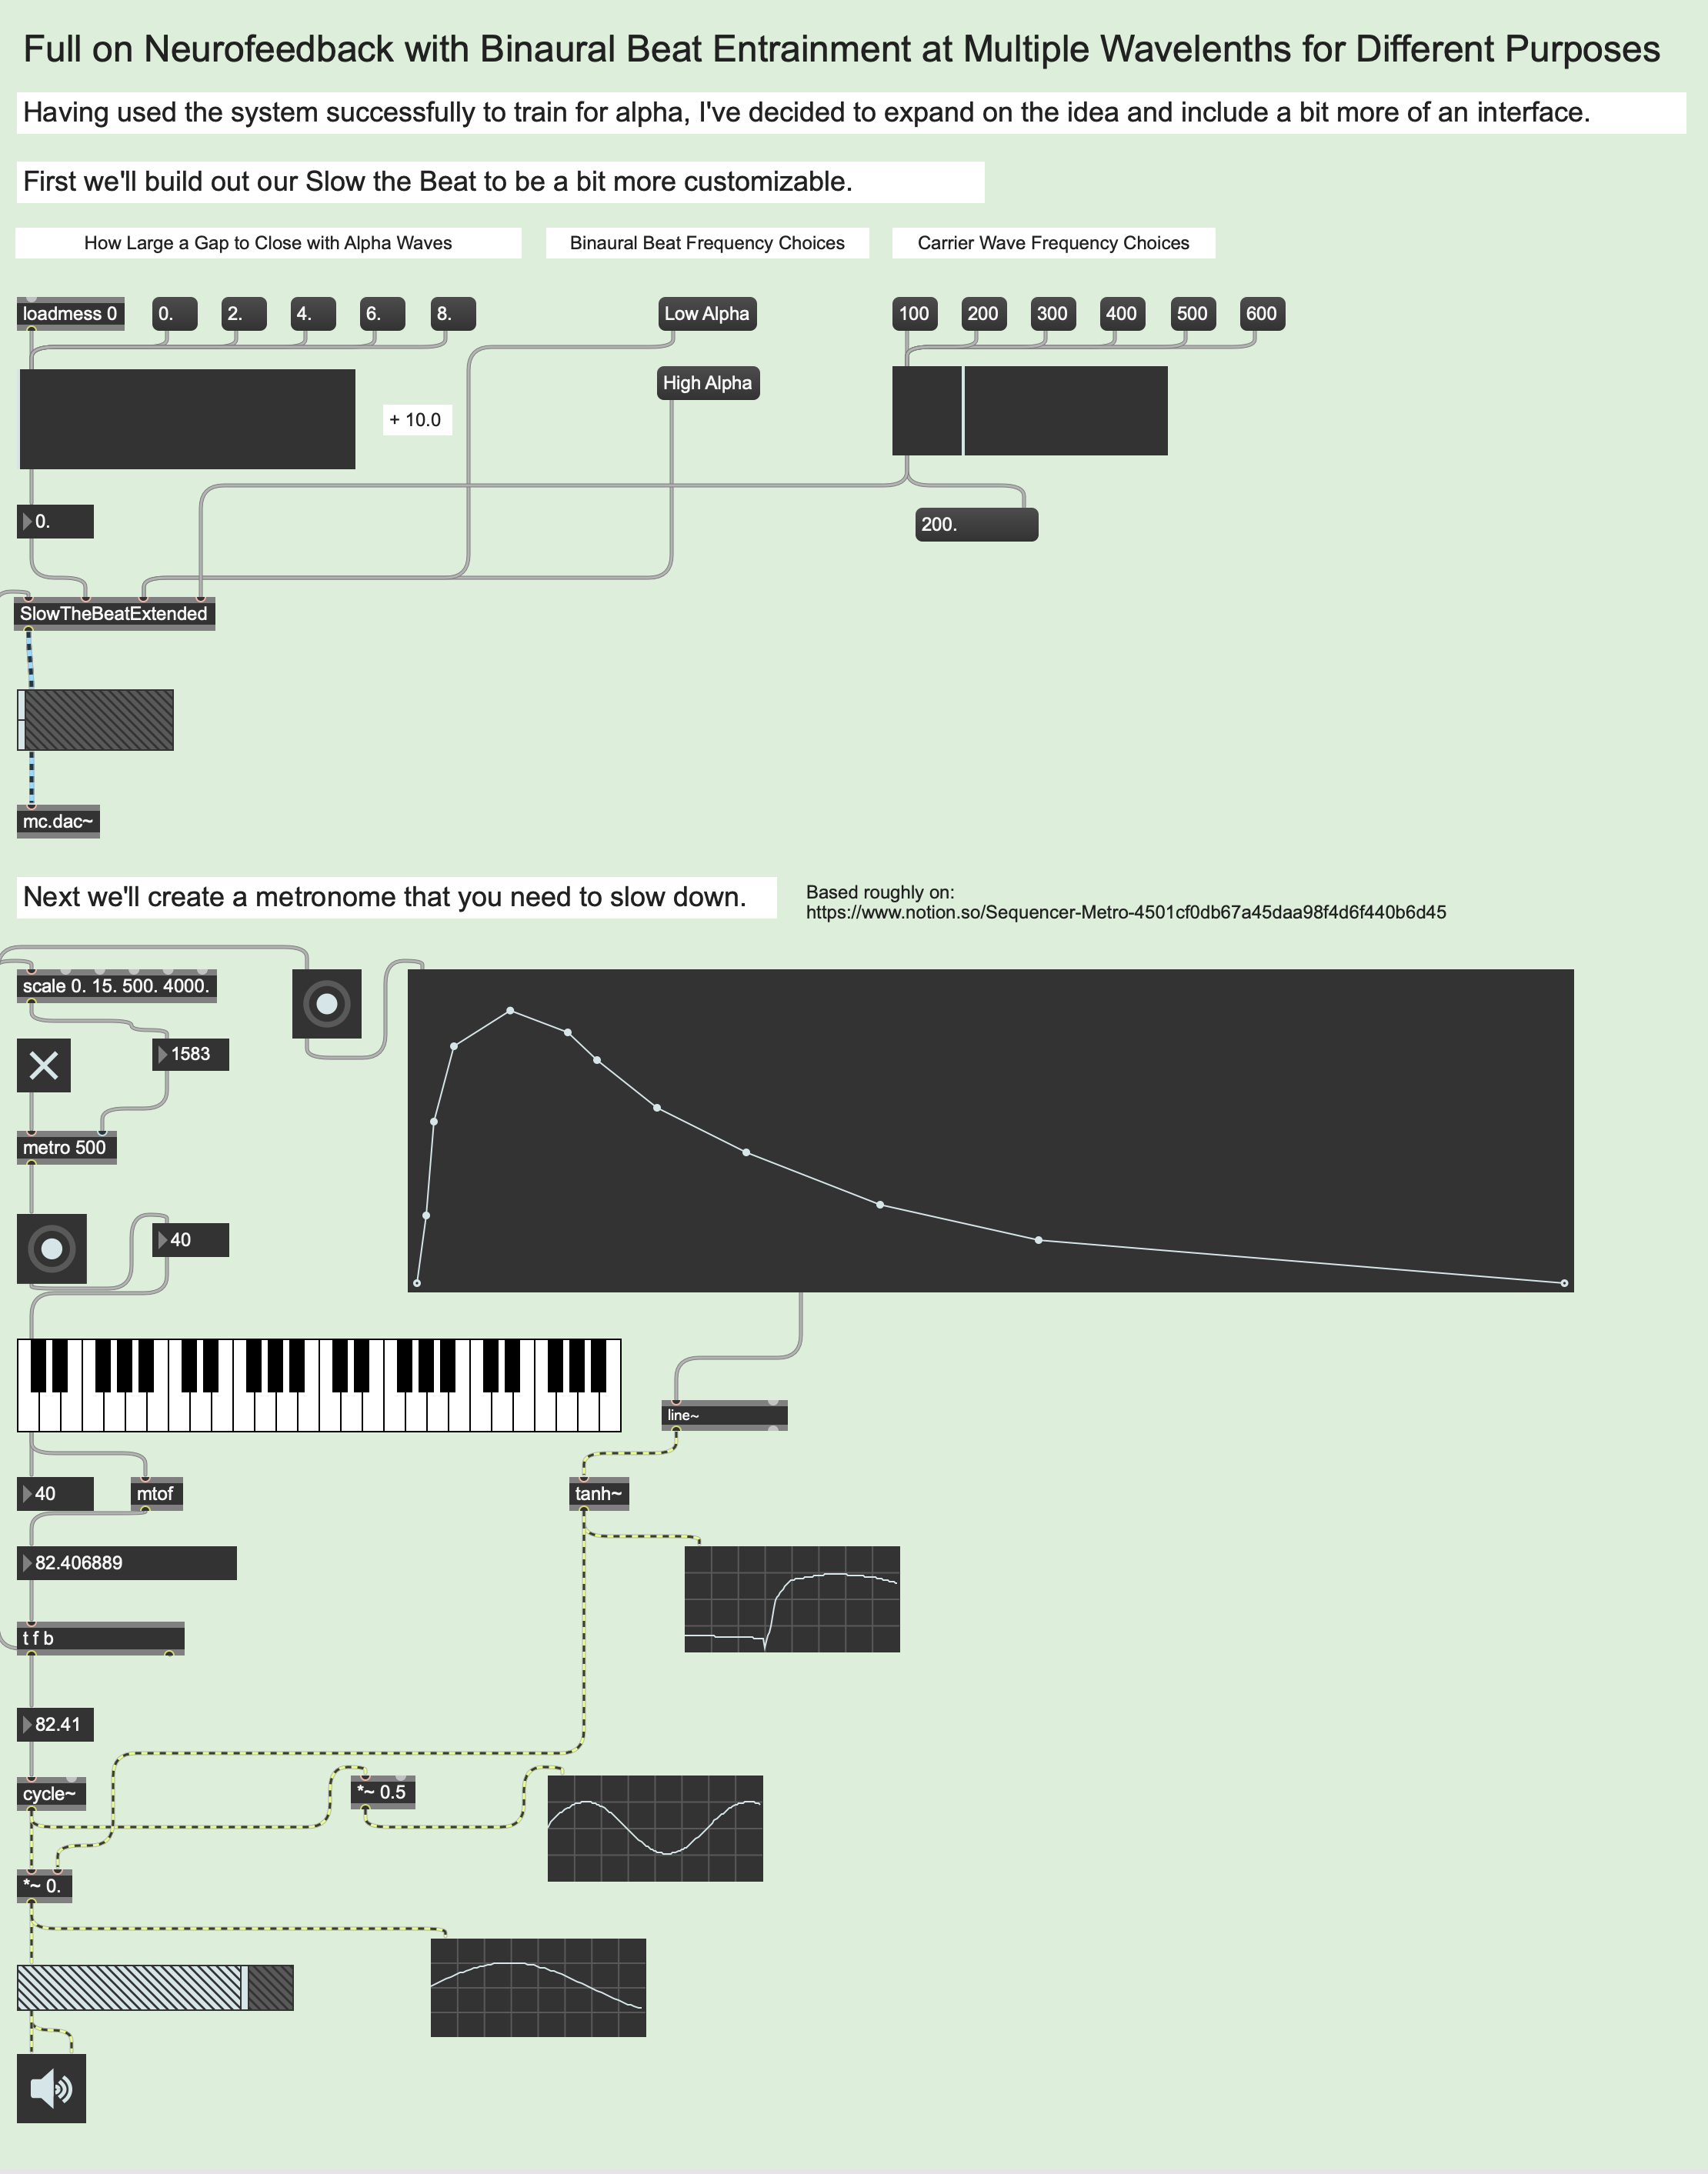 Full on Neurofeedback with Binaural Beat Entrainment at Multiple Wavelenths for Different Purposes
Having used the system successfully to train for alpha, I've decided to expand on the idea and include a bit more of an interface.
First we'll build out our Slow the Beat to be a bit more customizable.
How Large a Gap to Close with Alpha Waves
Binaural Beat Frequency Choices
Carrier Wave Frequency Choices
loadmess 0
0.
2.
4.
6.
8.
Low Alpha
100
200
300
400
500
600
High Alpha
+ 10.0
0.
200.
SlowTheBeatExtended
mc.dac~
Next we'll create a metronome that you need to slow down.
Based roughly on:
https://www.notion.so/Sequencer-Metro-4501cf0db67a45daa98f4d6f440b6d45
scale 0. 15. 500. 4000.
1583
metro 500
40
line~
40
mtof
tanh~
82.406889
t f b
82.41
cycle~
*~ 0.5
*~ 0.